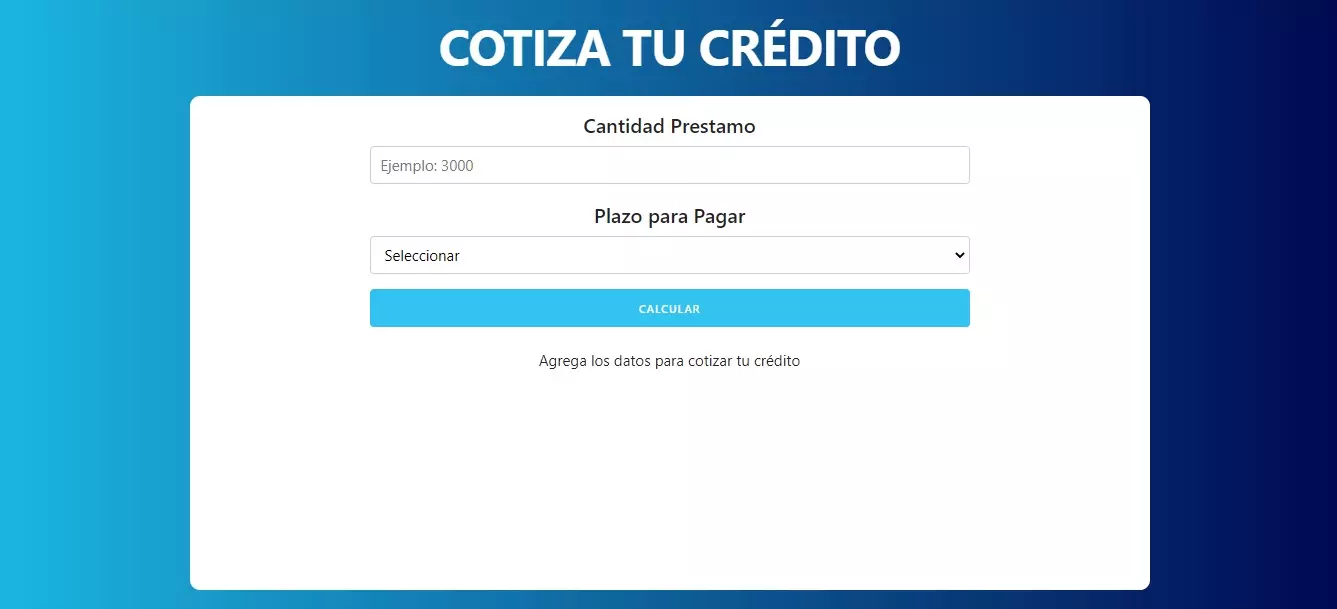 COTIZA TU CRÉDITO
Cantidad Prestamo
Ejemplo: 3000
Plazo para Pagar
Seleccionar
CALCULAR
Agrega los datos para cotizar tu crédito